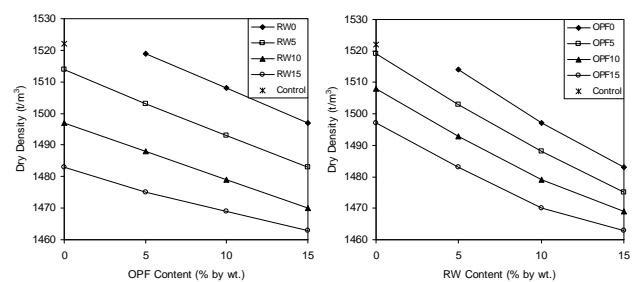 1530
1520
1510
1500
1490
1480
1470
1460
Dry Density (t/m³)
0
5
10
15
OPF Content (% by wt.)
RW0
RW5
RW10
RW15
Control
1530
1520
1510
1500
1490
1480
1470
1460
Dry Density (t/m³)
0
5
10
15
RW Content (% by wt.)
OPF0
OPF5
OPF10
OPF15
Control